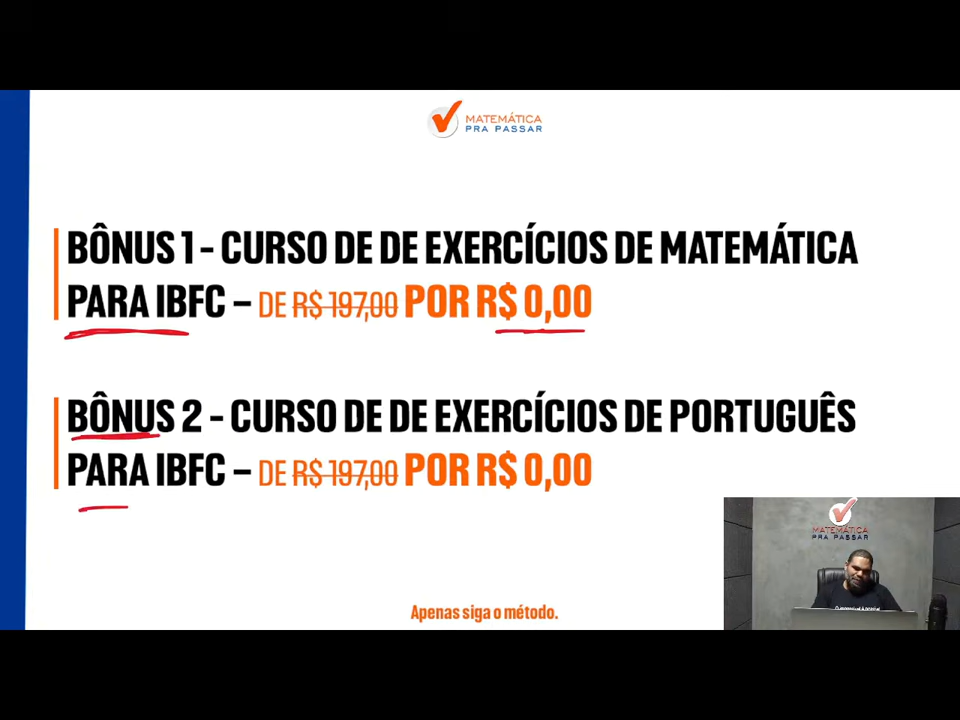 MATEMÁTICA
PRA PASSAR
BÔNUS 1 - CURSO DE DE EXERCÍCIOS DE MATEMÁTICA
PARA IBFC – DE R$ 197,00 POR R$ 0,00
BÔNUS 2 - CURSO DE DE EXERCÍCIOS DE PORTUGUÊS
PARA IBFC – DE R$ 197,00 POR R$ 0,00
MATEMÁTICA
PRA PASSAR
Apenas siga o método.